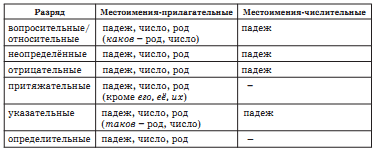 Разряд Местоимения-прилагательные Местоимения-числительные
вопросительные/ падеж, число, род падеж
относительные (каков – род, число)
неопределённые падеж, число, род падеж
отрицательные падеж, число, род падеж
притяжательные падеж, число, род –
(кроме его, её, их)
указательные падеж, число, род падеж
(таков – род, число)
определительные падеж, число, род –